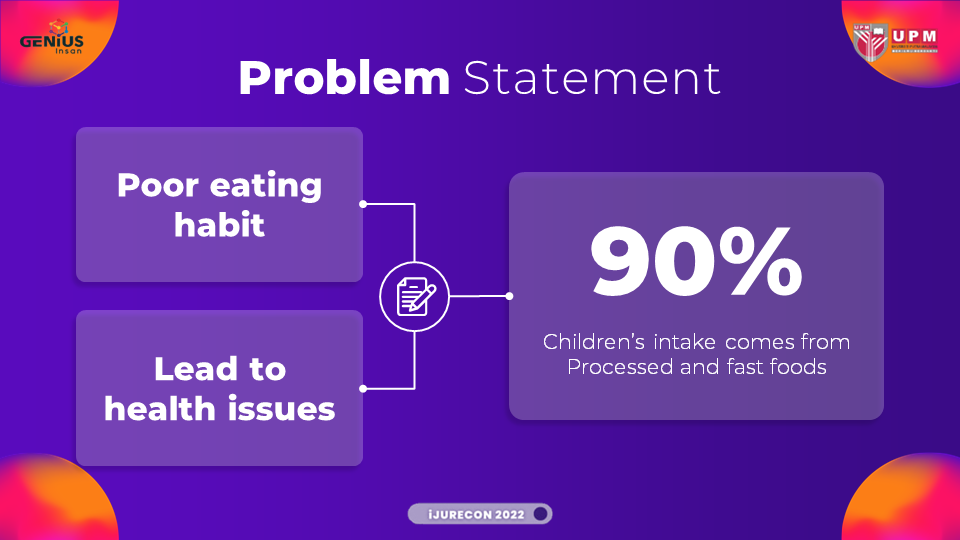 GENiUS
Insan
UPM
UPM
Problem Statement
Poor eating
habit
Lead to
health issues
90%
Children's intake comes from
Processed and fast foods
iJURECON 2022